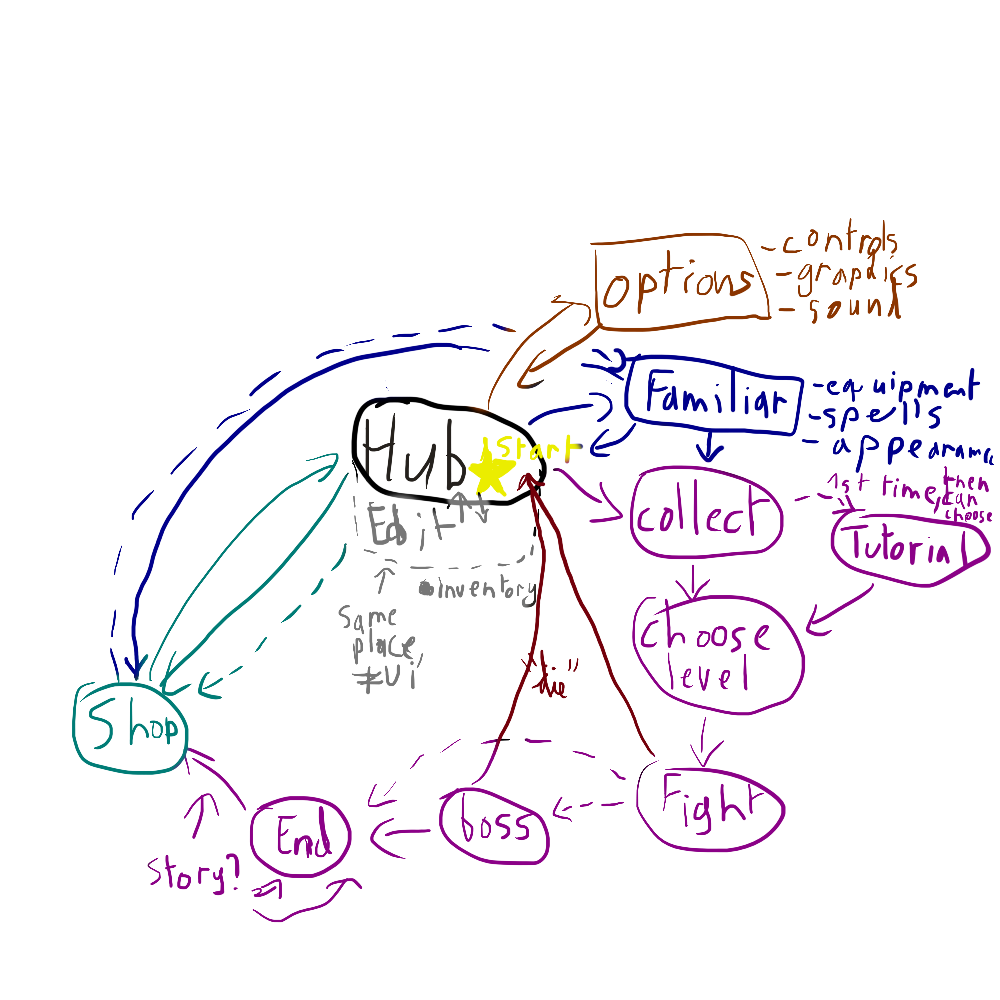 options
-controls
-graphics
-sound
Familiar
-equipment
-spells
-appearance
Hub
Start
Edit
inventory
same
place,
≠Ui
collect
1st time, then
can
choose
Tutorial
choose
level
Shop
"die"
Fight
boss
End
story?